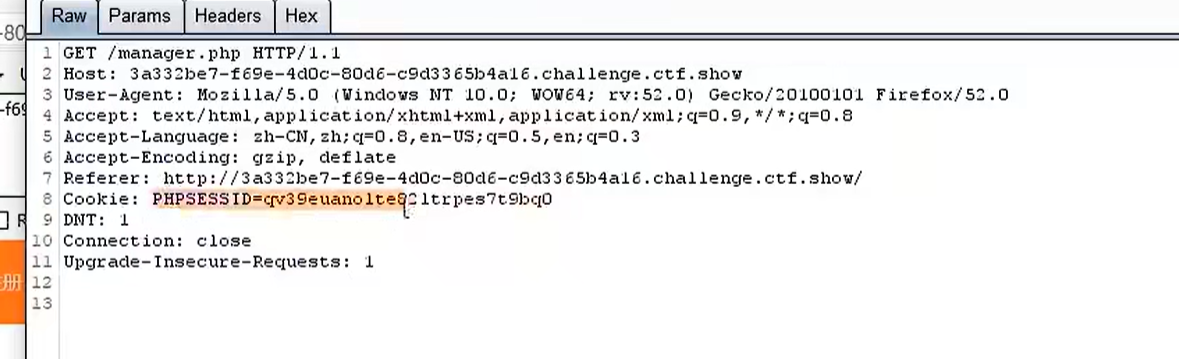 Raw Params Headers Hex
-80
1 GET /manager.php HTTP/1.1
2 Host: 3a332be7-f69e-4d0c-80d6-c9d3365b4a16.challenge.ctf.show
3 User-Agent: Mozilla/5.0 (Windows NT 10.0; WOW64; rv:52.0) Gecko/20100101 Firefox/52.0
-f69
4 Accept: text/html,application/xhtml+xml,application/xml;q=0.9,*/*;q=0.8
5 Accept-Language: zh-CN,zh;q=0.8,en-US;q=0.5,en;q=0.3
6 Accept-Encoding: gzip, deflate
7 Referer: http://3a332be7-f69e-4d0c-80d6-c9d3365b4a16.challenge.ctf.show/
8 Cookie: PHPSESSID=qv39euanolte82ltrpes7t9bq0
R
9 DNT: 1
10 Connection: close
11 Upgrade-Insecure-Requests: 1
册
12
13